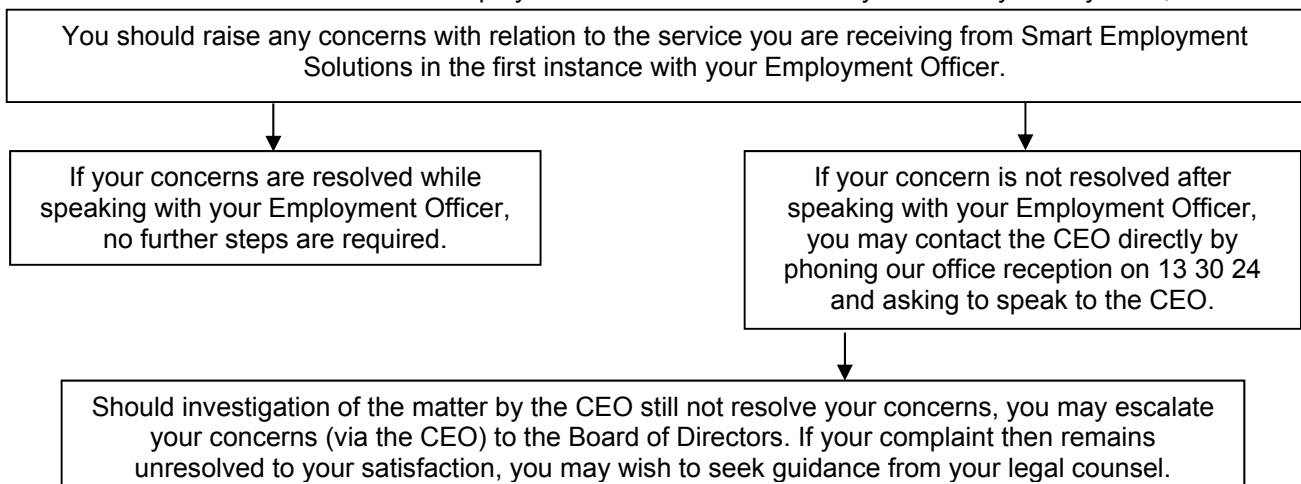 You should raise any concerns with relation to the service you are receiving from Smart Employment
Solutions in the first instance with your Employment Officer.
If your concerns are resolved while
speaking with your Employment Officer,
no further steps are required.
If your concern is not resolved after
speaking with your Employment Officer,
you may contact the CEO directly by
phoning our office reception on 13 30 24
and asking to speak to the CEO.
Should investigation of the matter by the CEO still not resolve your concerns, you may escalate
your concerns (via the CEO) to the Board of Directors. If your complaint then remains
unresolved to your satisfaction, you may wish to seek guidance from your legal counsel.